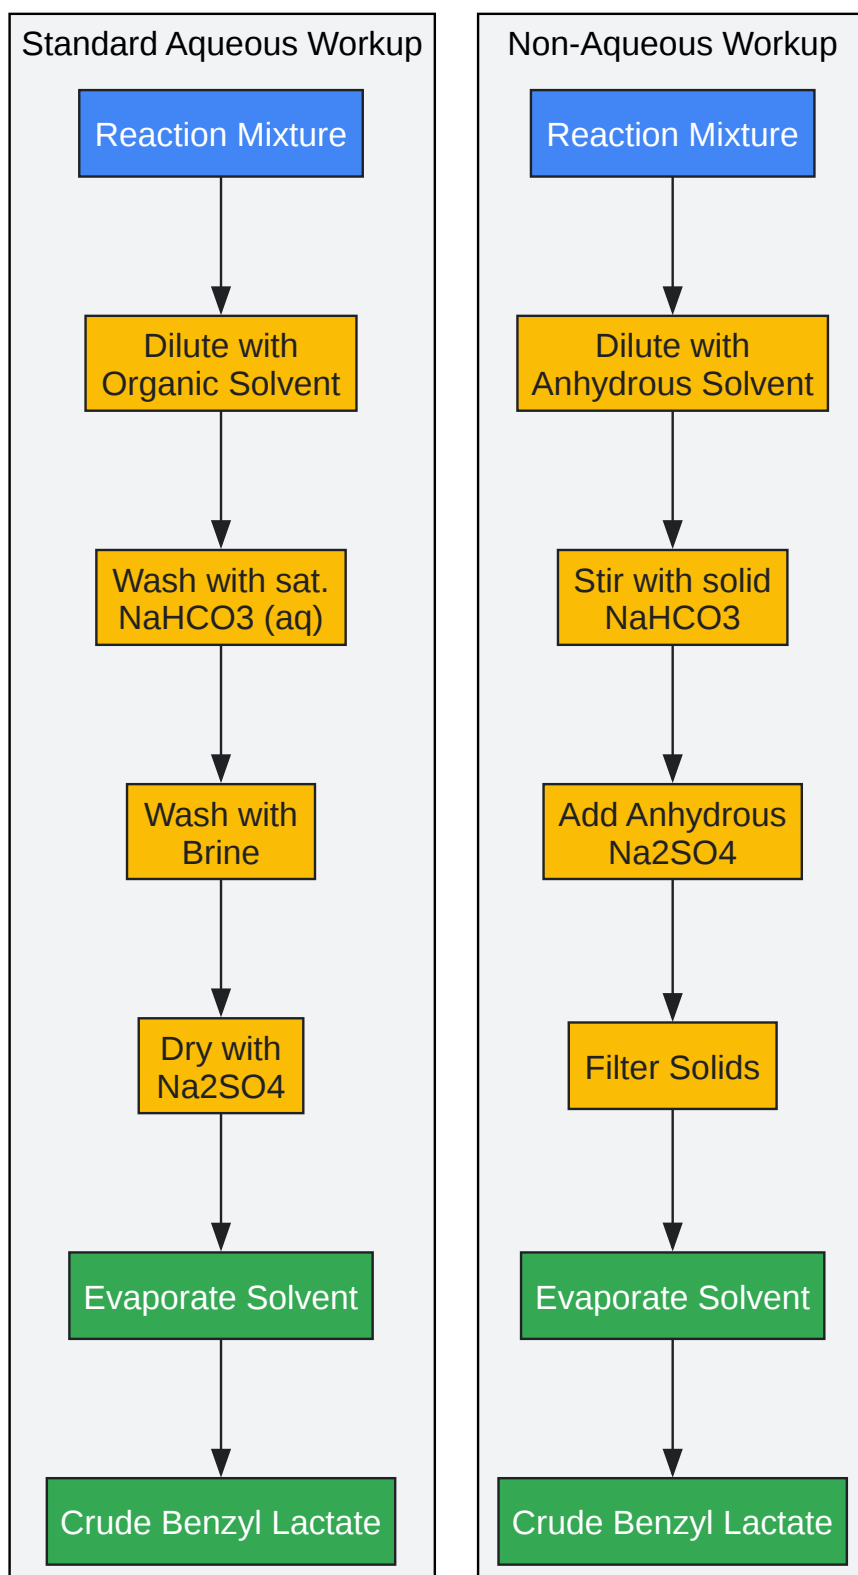 Standard Aqueous Workup
Reaction Mixture
Dilute with
Organic Solvent
Wash with sat.
NaHCO3 (aq)
Wash with
Brine
Dry with
Na2SO4
Evaporate Solvent
Crude Benzyl Lactate
Non-Aqueous Workup
Reaction Mixture
Dilute with
Anhydrous Solvent
Stir with solid
NaHCO3
Add Anhydrous
Na2SO4
Filter Solids
Evaporate Solvent
Crude Benzyl Lactate